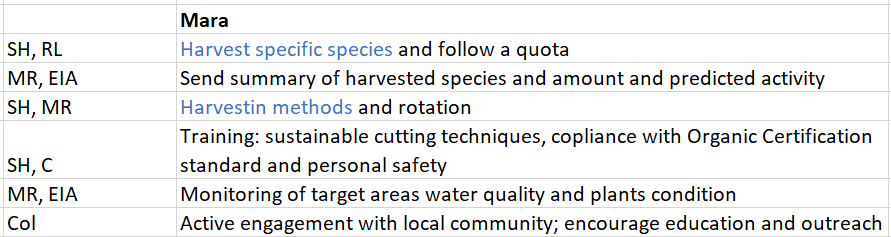 Mara
SH, RL Harvest specific species and follow a quota
MR, EIA Send summary of harvested species and amount and predicted activity
SH, MR Harvestin methods and rotation
Training: sustainable cutting techniques, copliance with Organic Certification
SH, C standard and personal safety
MR, EIA Monitoring of target areas water quality and plants condition
Col Active engagement with local community; encourage education and outreach